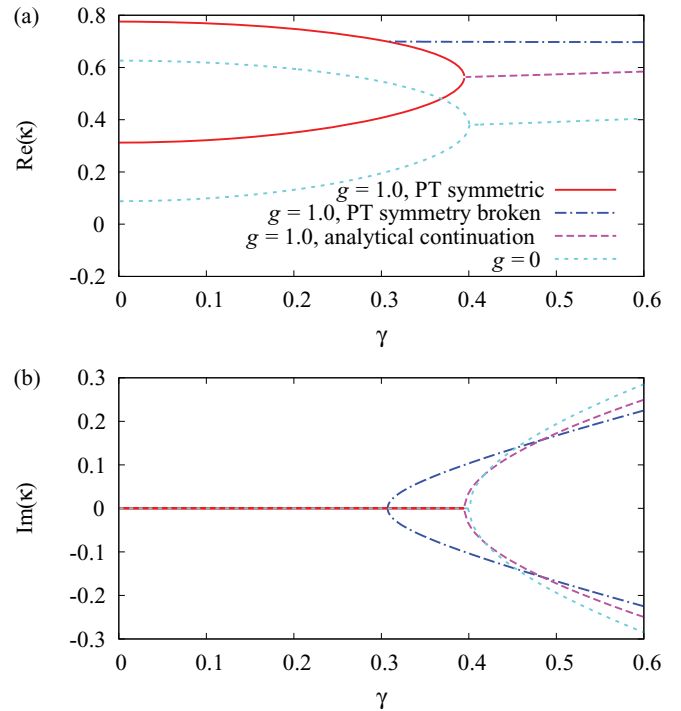 (a)
0.8
0.6
0.4
0.2
0
-0.2
Re(κ)
g = 1.0, PT symmetric
g = 1.0, PT symmetry broken
g = 1.0, analytical continuation
g = 0
0 0.1 0.2 0.3 0.4 0.5 0.6
γ
(b)
0.3
0.2
0.1
0
-0.1
-0.2
-0.3
Im(κ)
0 0.1 0.2 0.3 0.4 0.5 0.6
γ